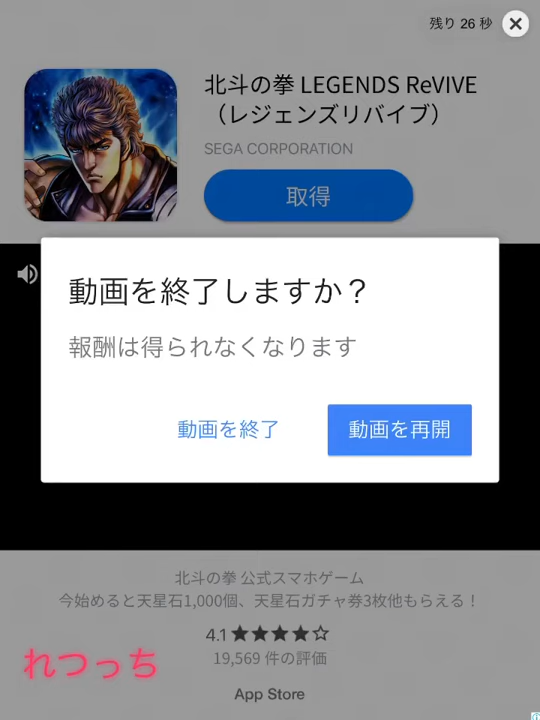 残り 26 秒
北斗の拳 LEGENDS ReVIVE
（レジェンズリバイブ）
SEGA CORPORATION
取得
動画を終了しますか？
報酬は得られなくなります
動画を終了
動画を再開
北斗の拳 公式スマホゲーム
今始めると天星石1,000個、天星石ガチャ券3枚他もらえる！
4.1★★★★☆
19,569 件の評価
れつっち
App Store